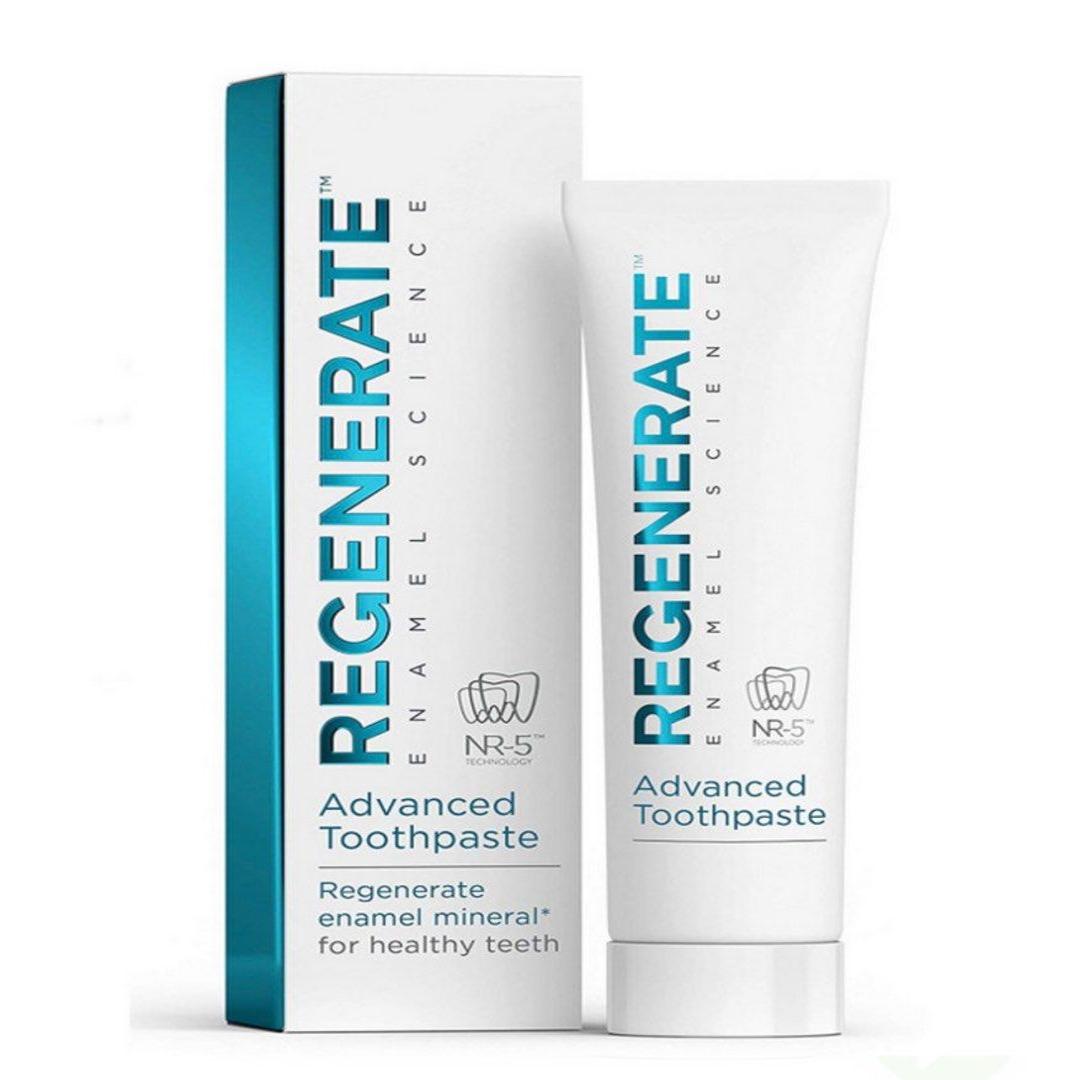 REGENERATE™
ENAMEL SCIENCE
NR-5™
TECHNOLOGY
Advanced
Toothpaste
Regenerate
enamel mineral*
for healthy teeth
REGENERATE™
ENAMEL SCIENCE
NR-5™
TECHNOLOGY
Advanced
Toothpaste